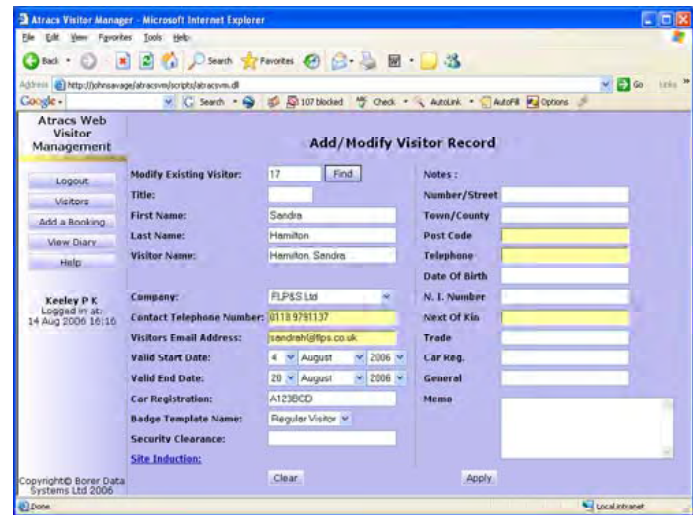 Atracs Visitor Manager - Microsoft Internet Explorer
File Edit View Favorites Tools Help
Back Search Favorites
Address http://johnsavage/atracsvm/scripts/atracsvm.dll Go Links »
Google Search 107 blocked Check AutoLink AutoFill Options
Atracs Web
Visitor
Management
Logout
Visitors
Add a Booking
View Diary
Help
Keeley P K
Logged in at:
14 Aug 2006 16:16
Copyright© Borer Data
Systems Ltd 2006
Add/Modify Visitor Record
Modify Existing Visitor: 17 Find
Title:
First Name: Sandra
Last Name: Hamilton
Visitor Name: Hamilton, Sandra
Company: FLP&S Ltd
Contact Telephone Number: 0118 9791137
Visitors Email Address: sandrah@flps.co.uk
Valid Start Date: 4 August 2006
Valid End Date: 28 August 2006
Car Registration: A123BCD
Badge Template Name: Regular Visitor
Security Clearance:
Site Induction:
Clear
Notes :
Number/Street
Town/County
Post Code
Telephone
Date Of Birth
N. I. Number
Next Of Kin
Trade
Car Reg.
General
Memo
Apply
Done
Local intranet